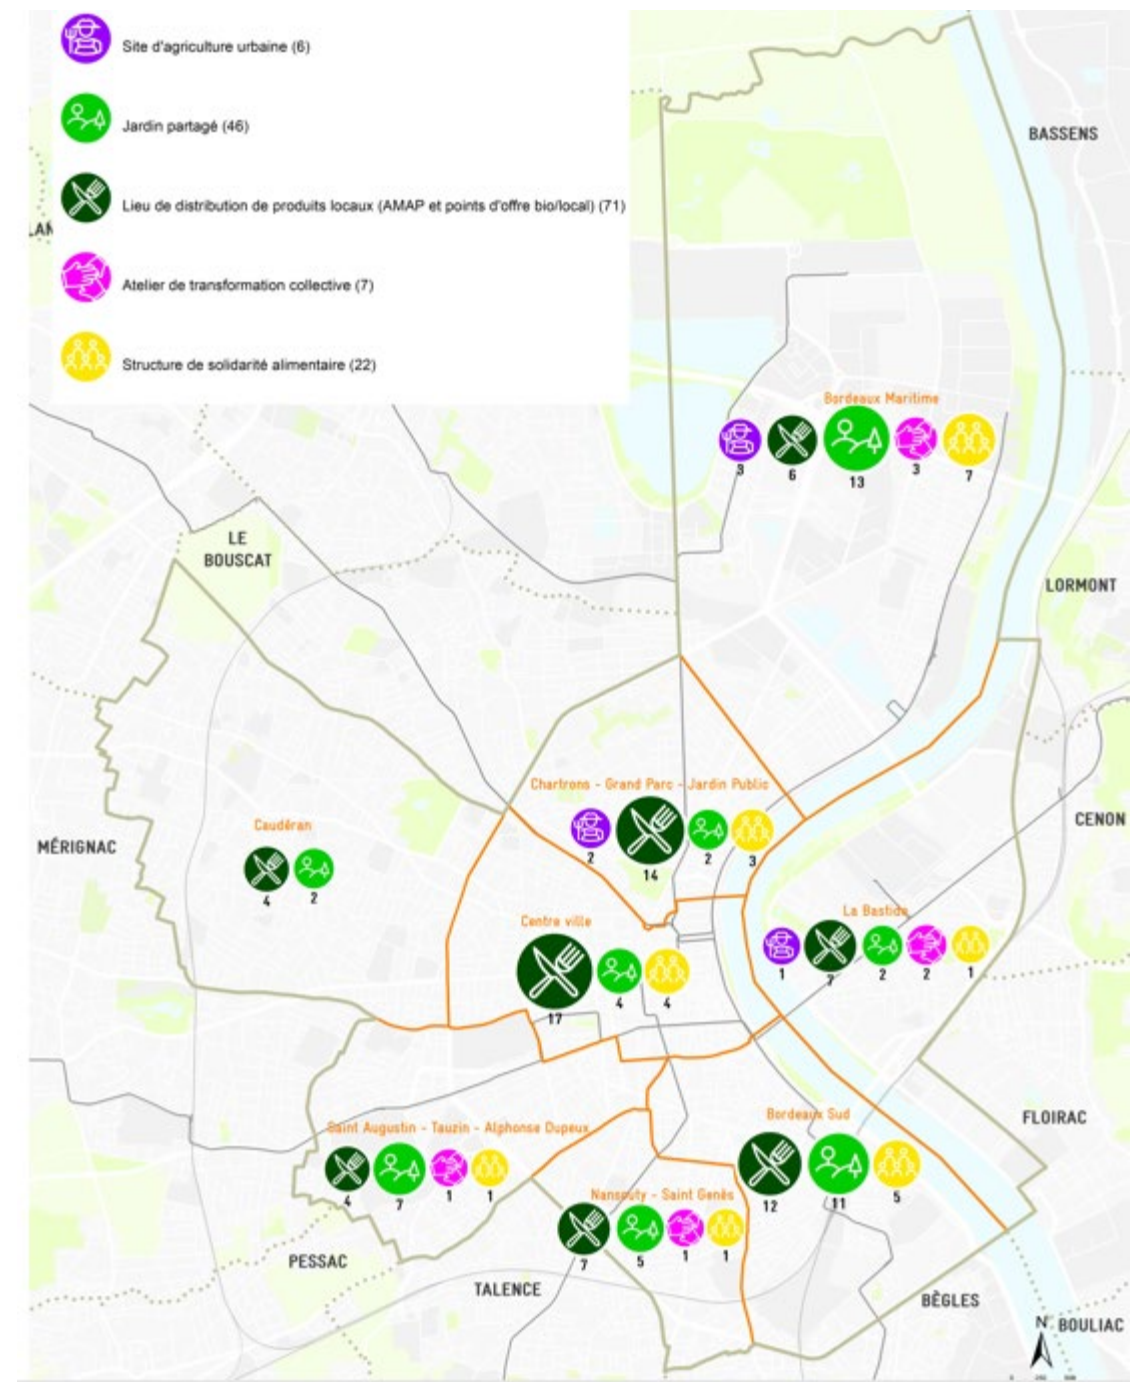 Site d'agriculture urbaine (6)
Jardin partagé (46)
Lieu de distribution de produits locaux (AMAP et points d'offre bio/local) (71)
Atelier de transformation collective (7)
Structure de solidarité alimentaire (22)
BASSENS
Bordeaux Maritime
3 6 13 3 7
LE
BOUSCAT
LORMONT
Chartrons - Grand Parc - Jardin Public
2 14 2 3
CENON
Caudéran
4 2
MÉRIGNAC
La Bastide
1 7 2 2 1
Centre ville
17 4 4
FLOIRAC
Bordeaux Sud
12 11 5
Saint Augustin - Tauzin - Alphonse Dupeux
4 7 1 1
Nansouty - Saint Genès
7 5 1 1
PESSAC
TALENCE
BÈGLES
N
BOULIAC